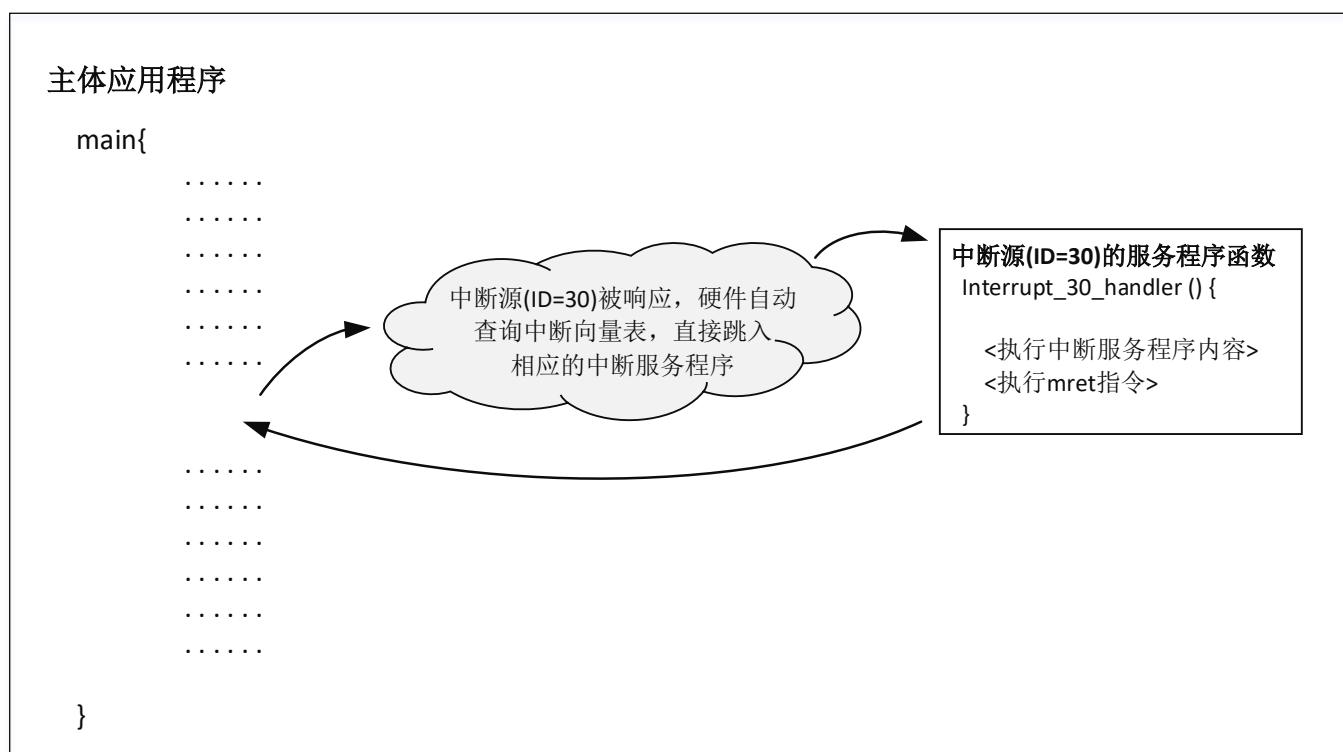 主体应用程序
main{
......
......
......
......
......
......
中断源(ID=30)被响应，硬件自动
查询中断向量表，直接跳入
相应的中断服务程序
中断源(ID=30)的服务程序函数
Interrupt_30_handler () {
<执行中断服务程序内容>
<执行mret指令>
}
......
......
......
......
......
......
}